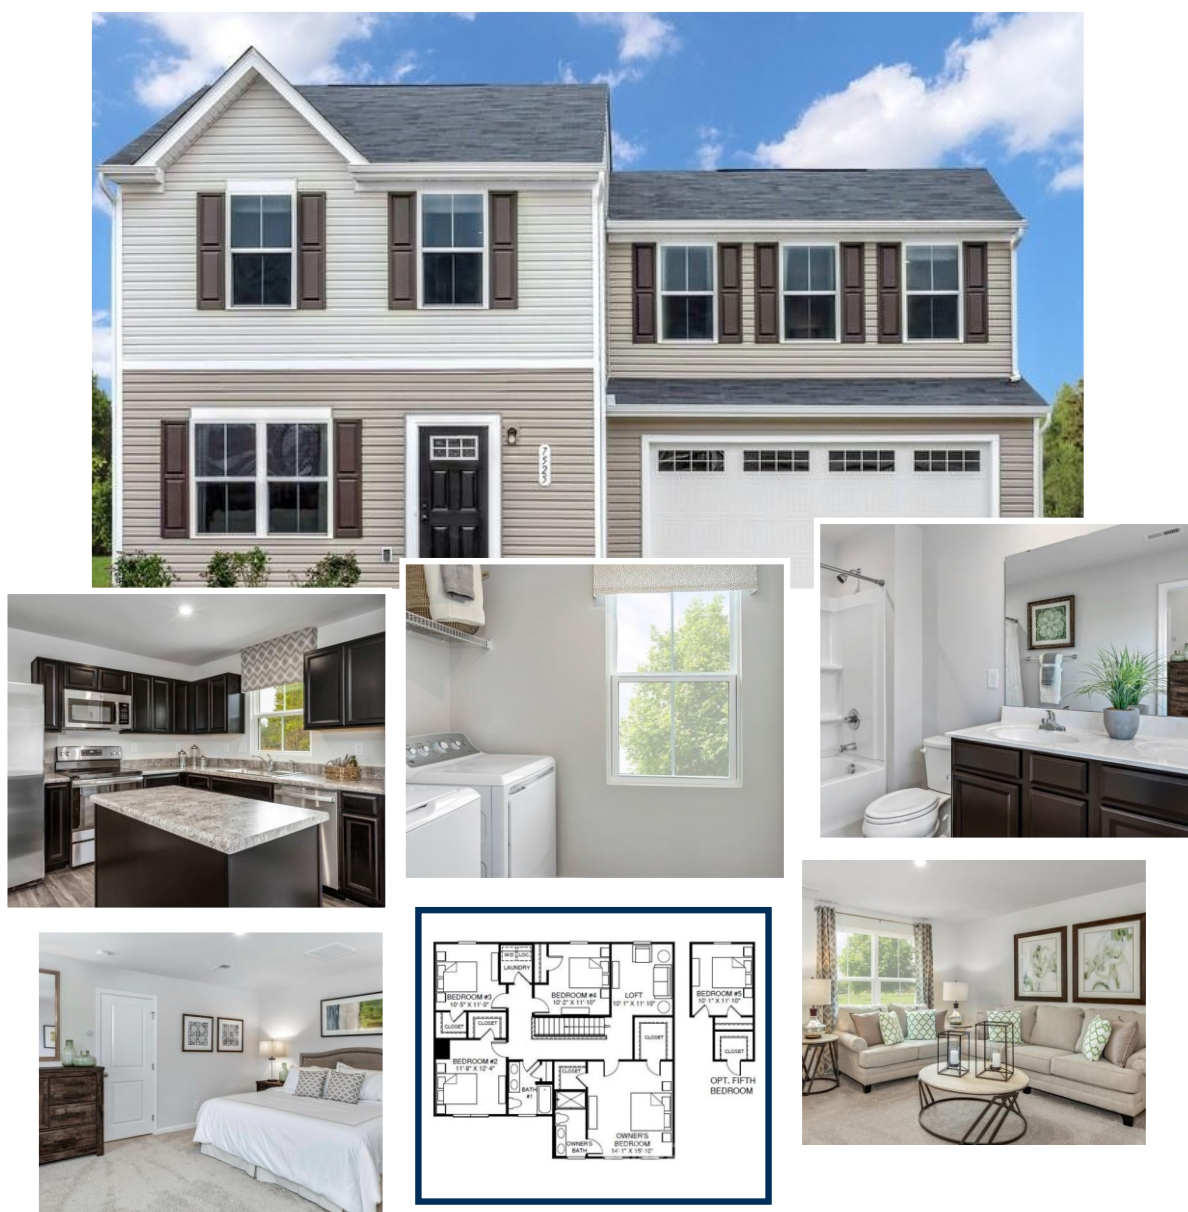 7525
W/D LOC.
LAUNDRY
BEDROOM #3
10'-5" X 11'-0"
BEDROOM #4
10'-2" X 11'-10"
LOFT
10'-1" X 11'-10"
BEDROOM #5
10'-1" X 11'-10"
CLOSET
CLOSET
DN
CLOSET
CLOSET
BEDROOM #2
11'-8" X 12'-4"
BATH
#1
CLOSET
OPT. FIFTH
BEDROOM
OWNER'S
BATH
OWNER'S
BEDROOM
14'-1" X 15'-10"